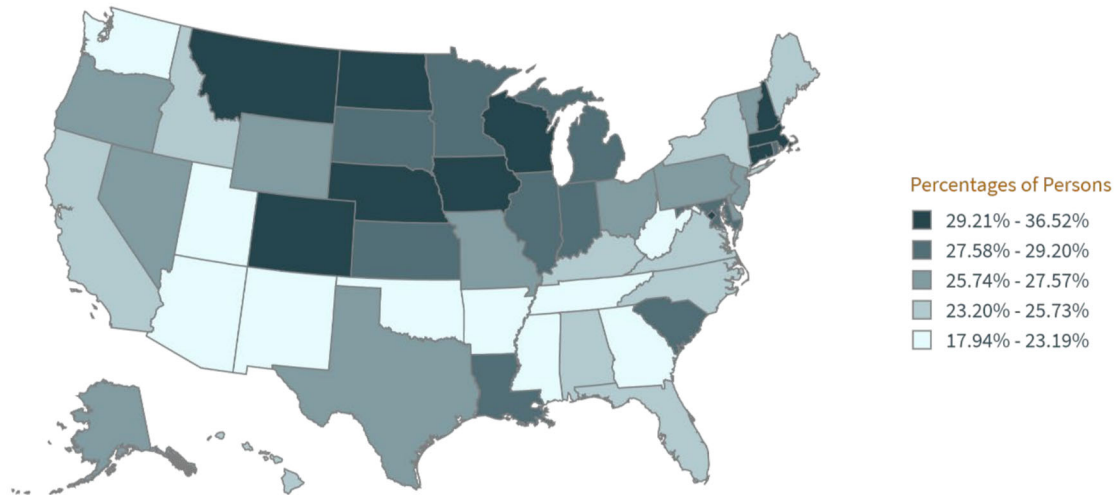 Percentages of Persons
29.21% - 36.52%
27.58% - 29.20%
25.74% - 27.57%
23.20% - 25.73%
17.94% - 23.19%